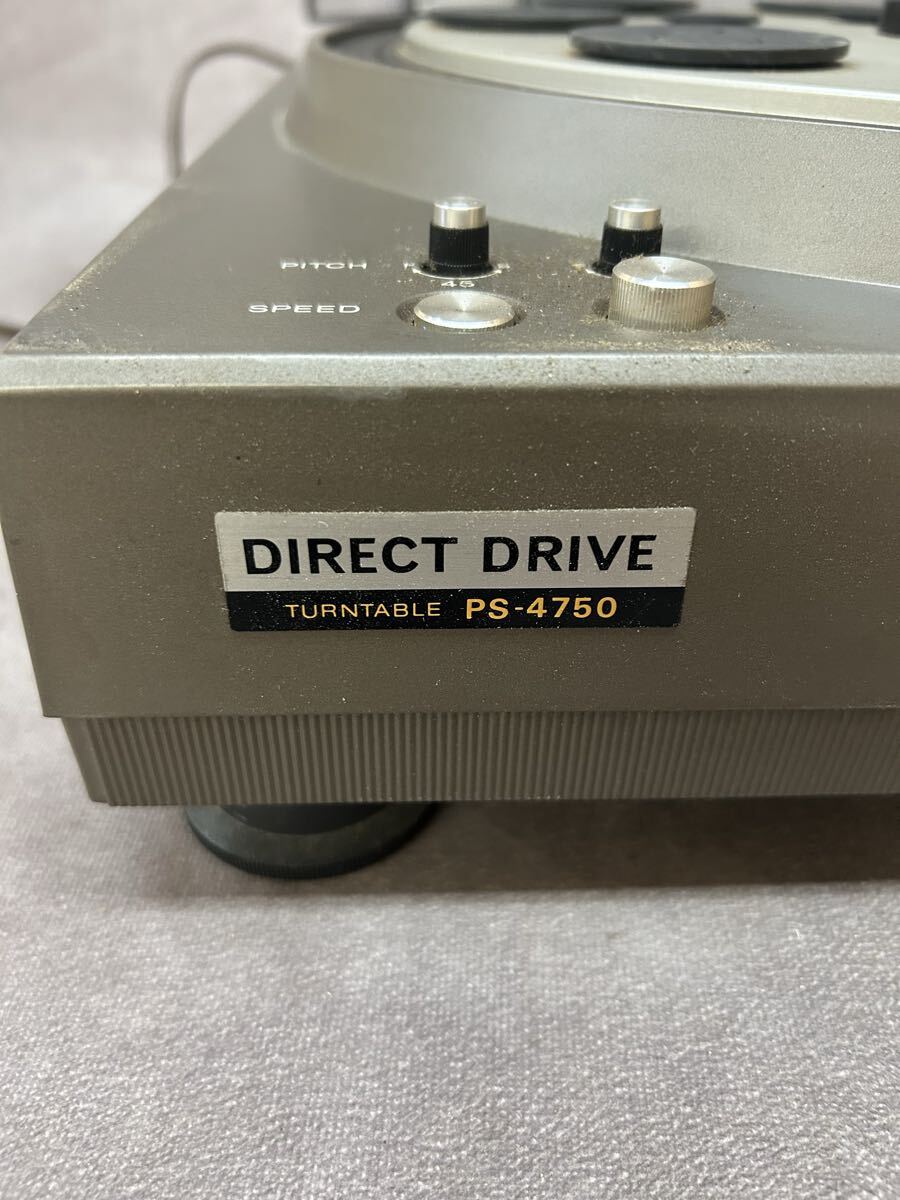 PITCH
45
SPEED
DIRECT DRIVE
TURNTABLE PS-4750